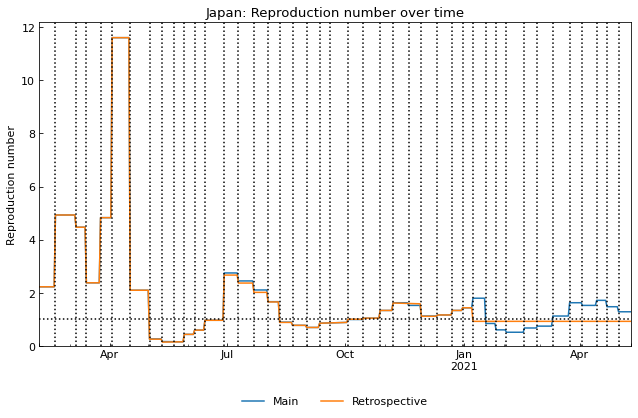 Japan: Reproduction number over time
Reproduction number
12
10
8
6
4
2
0
Apr
Jul
Oct
Jan
2021
Apr
Main
Retrospective